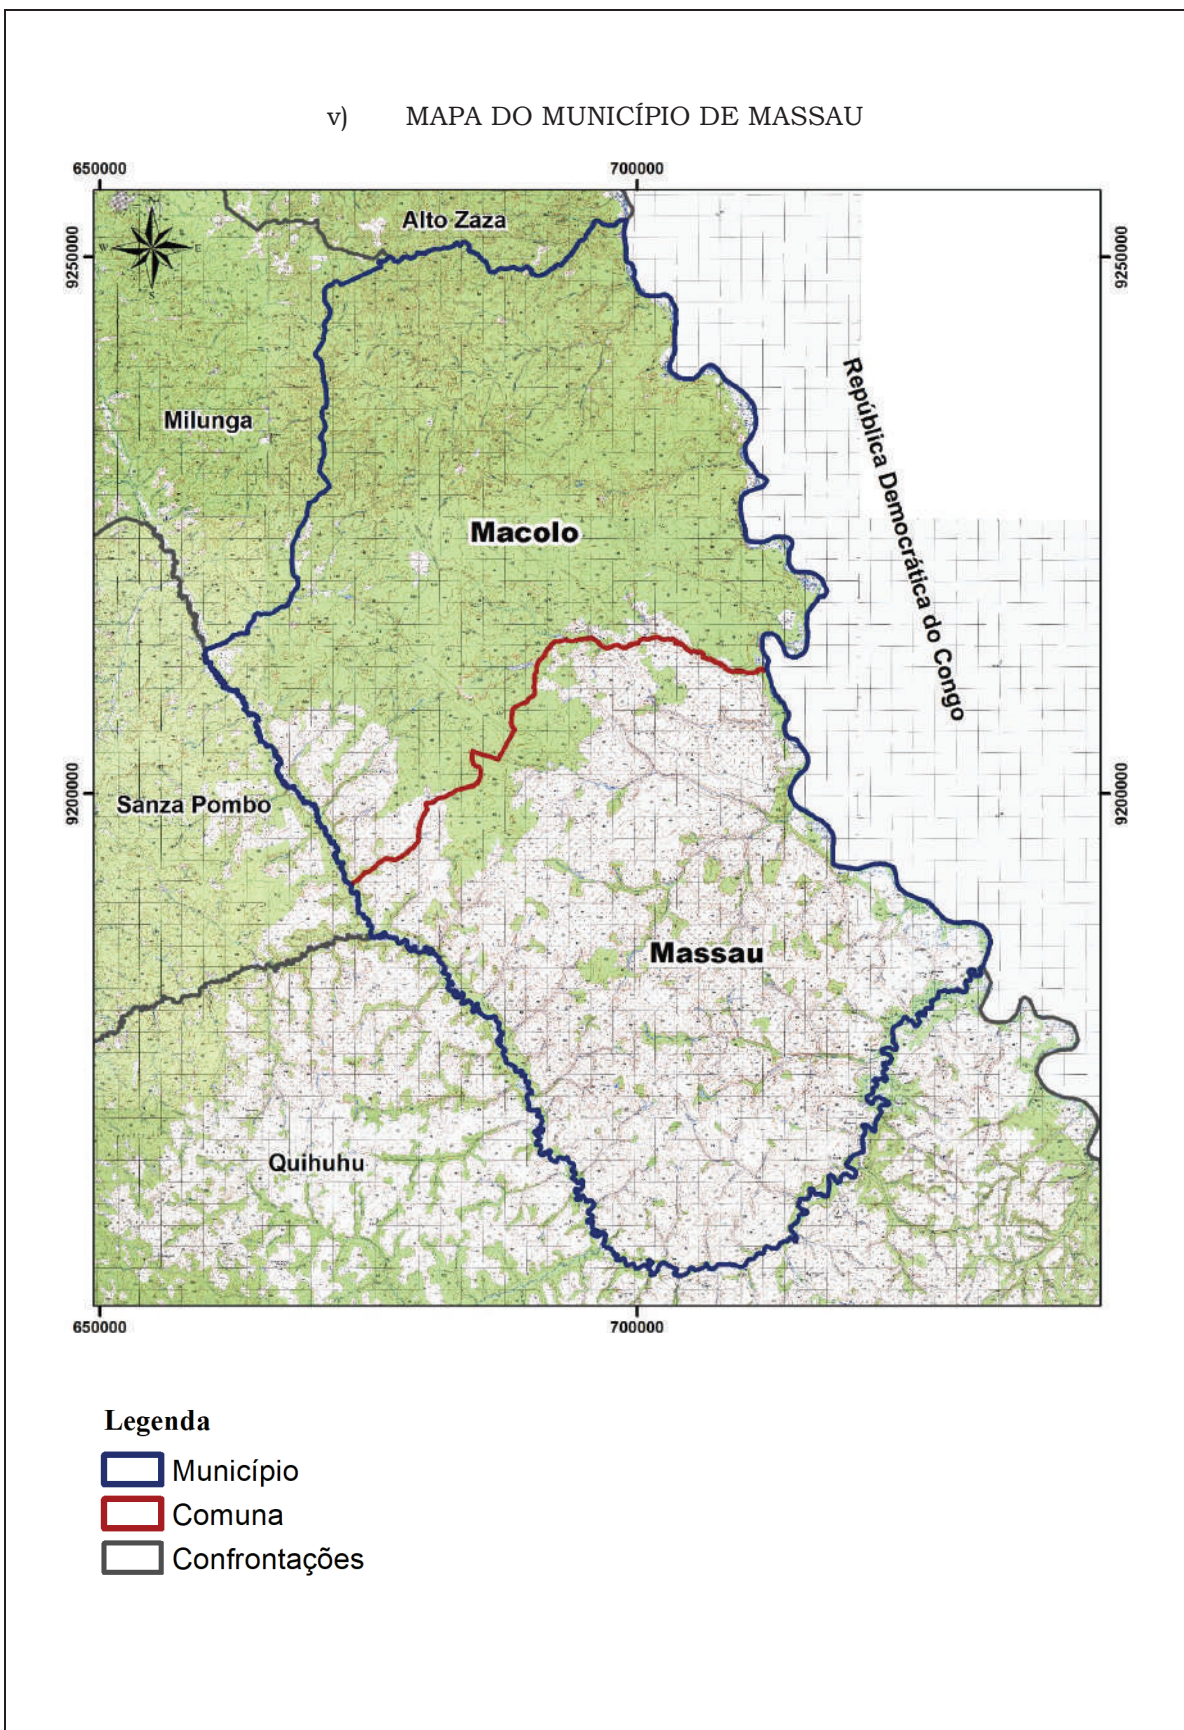 v) MAPA DO MUNICÍPIO DE MASSAU
650000 700000
9250000 9250000
N
W E
S
Alto Zaza
Milunga
República Democrática do Congo
Macolo
9200000 9200000
Sanza Pombo
Massau
Quihuhu
650000 700000
Legenda
Município
Comuna
Confrontações